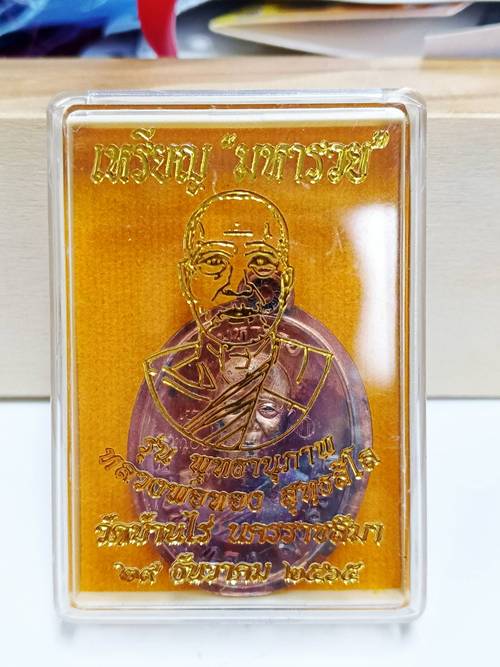 เหรียญ "มหารวย"
รุ่น พุทธานุภาพ
หลวงพ่อทอง สุทธสีโล
วัดบ้านไร่ นครราชสีมา
๒๙ ธันวาคม ๒๕๖๕